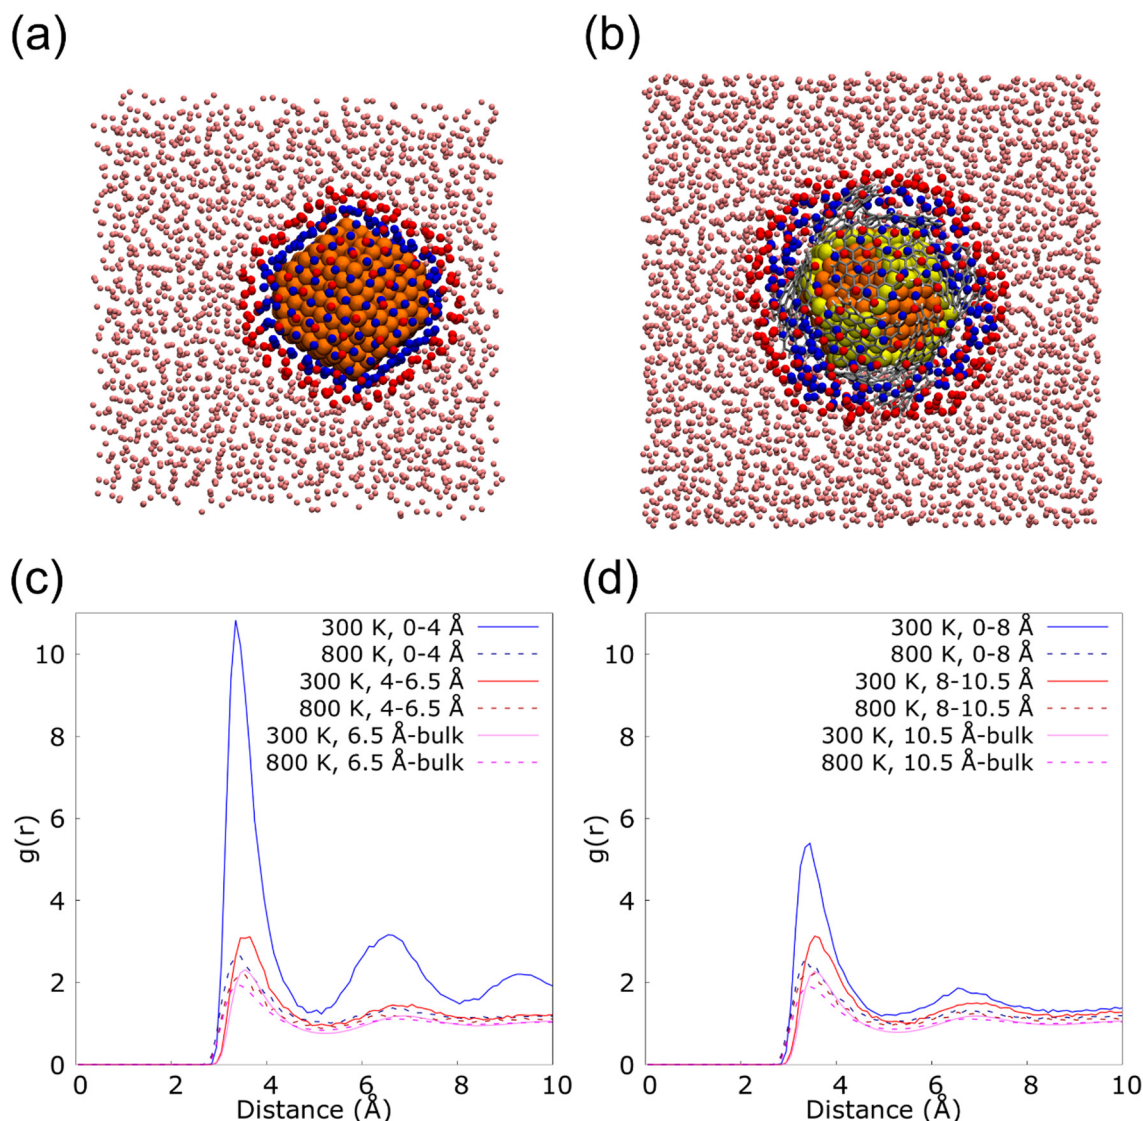 (a)
(b)
(c)
(d)
300 K, 0-4 Å
800 K, 0-4 Å
300 K, 4-6.5 Å
800 K, 4-6.5 Å
300 K, 6.5 Å-bulk
800 K, 6.5 Å-bulk
10
8
6
4
2
0
g(r)
0 2 4 6 8 10
Distance (Å)
300 K, 0-8 Å
800 K, 0-8 Å
300 K, 8-10.5 Å
800 K, 8-10.5 Å
300 K, 10.5 Å-bulk
800 K, 10.5 Å-bulk
10
8
6
4
2
0
g(r)
0 2 4 6 8 10
Distance (Å)